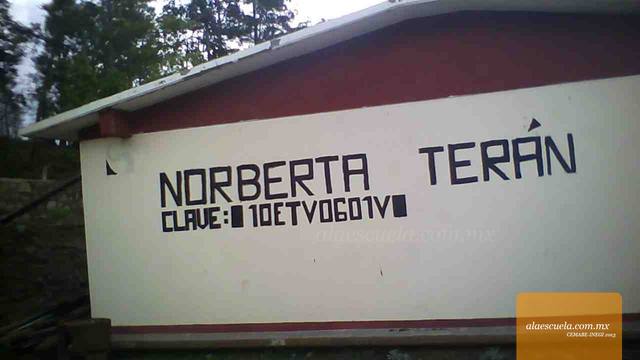 NORBERTA TERÁN
CLAVE: 10ETV0601V
alaescuela.com.mx
alaescuela.com.mx
CEMABE-INEGI 2013